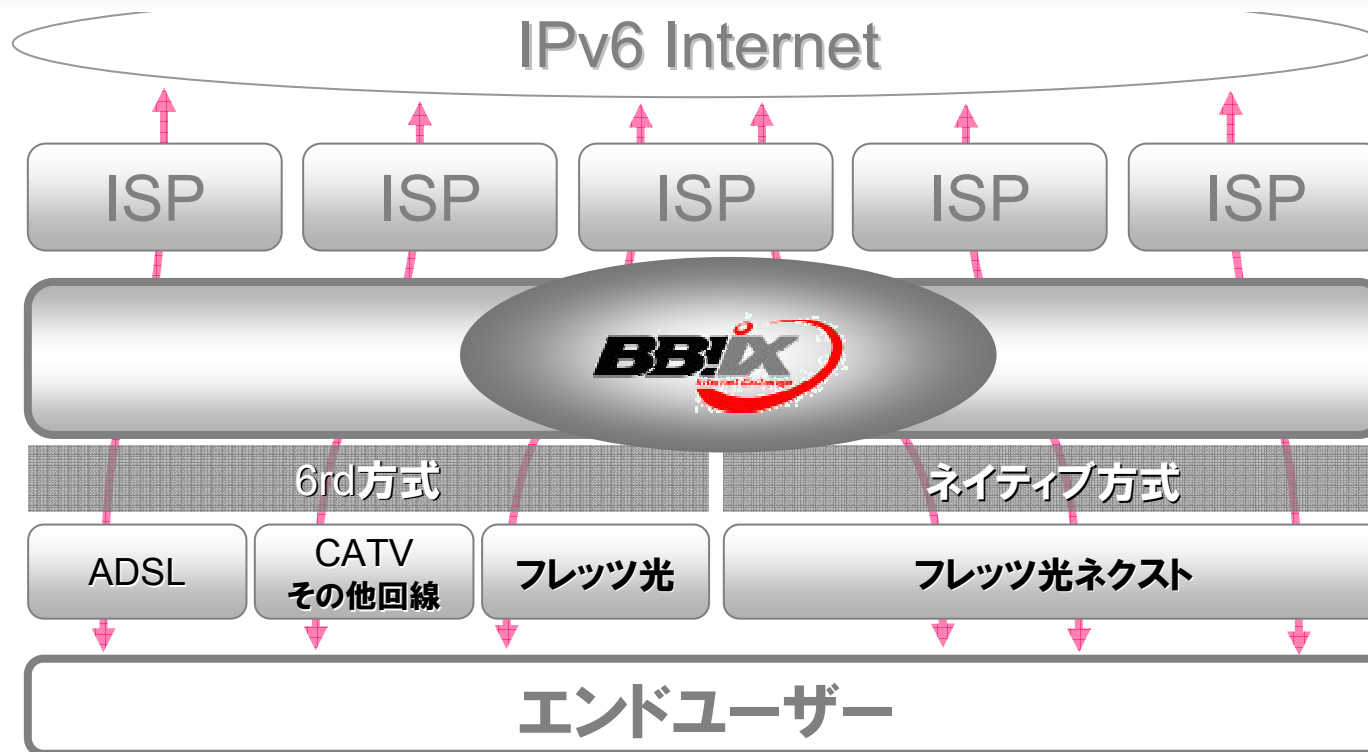 IPv6 Internet
ISP
ISP
ISP
ISP
ISP
BB!iX
6rd方式
ネイティブ方式
ADSL
CATV
その他回線
フレッツ光
フレッツ光ネクスト
エンドユーザー